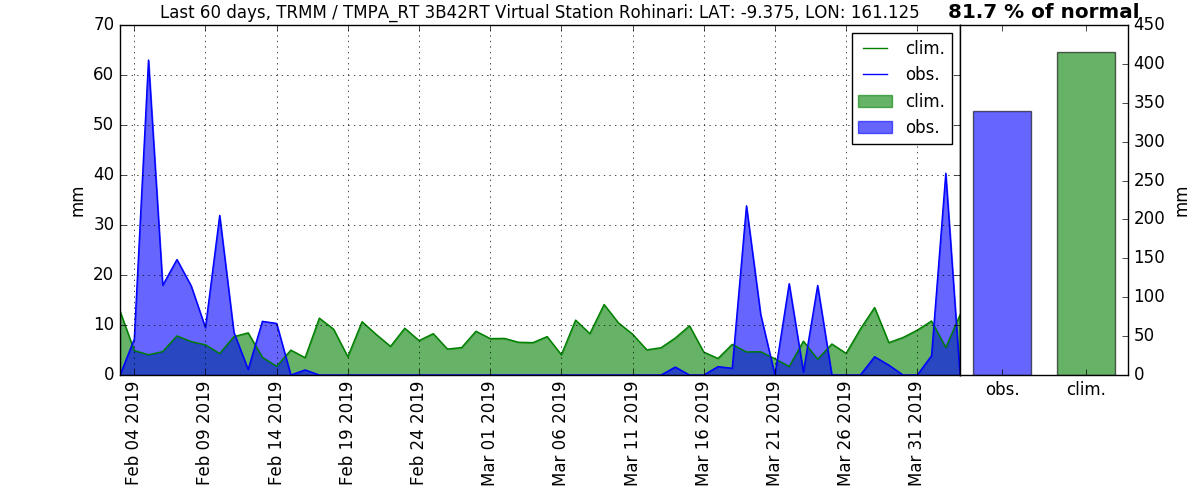 Last 60 days, TRMM / TMPA_RT 3B42RT Virtual Station Rohinari: LAT: -9.375, LON: 161.125
81.7 % of normal
70
60
50
40
30
20
10
0
mm
clim.
obs.
clim.
obs.
450
400
350
300
250
200
150
100
50
0
mm
obs.
clim.
Feb 04 2019
Feb 09 2019
Feb 14 2019
Feb 19 2019
Feb 24 2019
Mar 01 2019
Mar 06 2019
Mar 11 2019
Mar 16 2019
Mar 21 2019
Mar 26 2019
Mar 31 2019